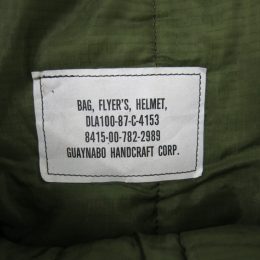 BAG, FLYER'S, HELMET,
DLA100-87-C-4153
8415-00-782-2989
GUAYNABO HANDCRAFT CORP.